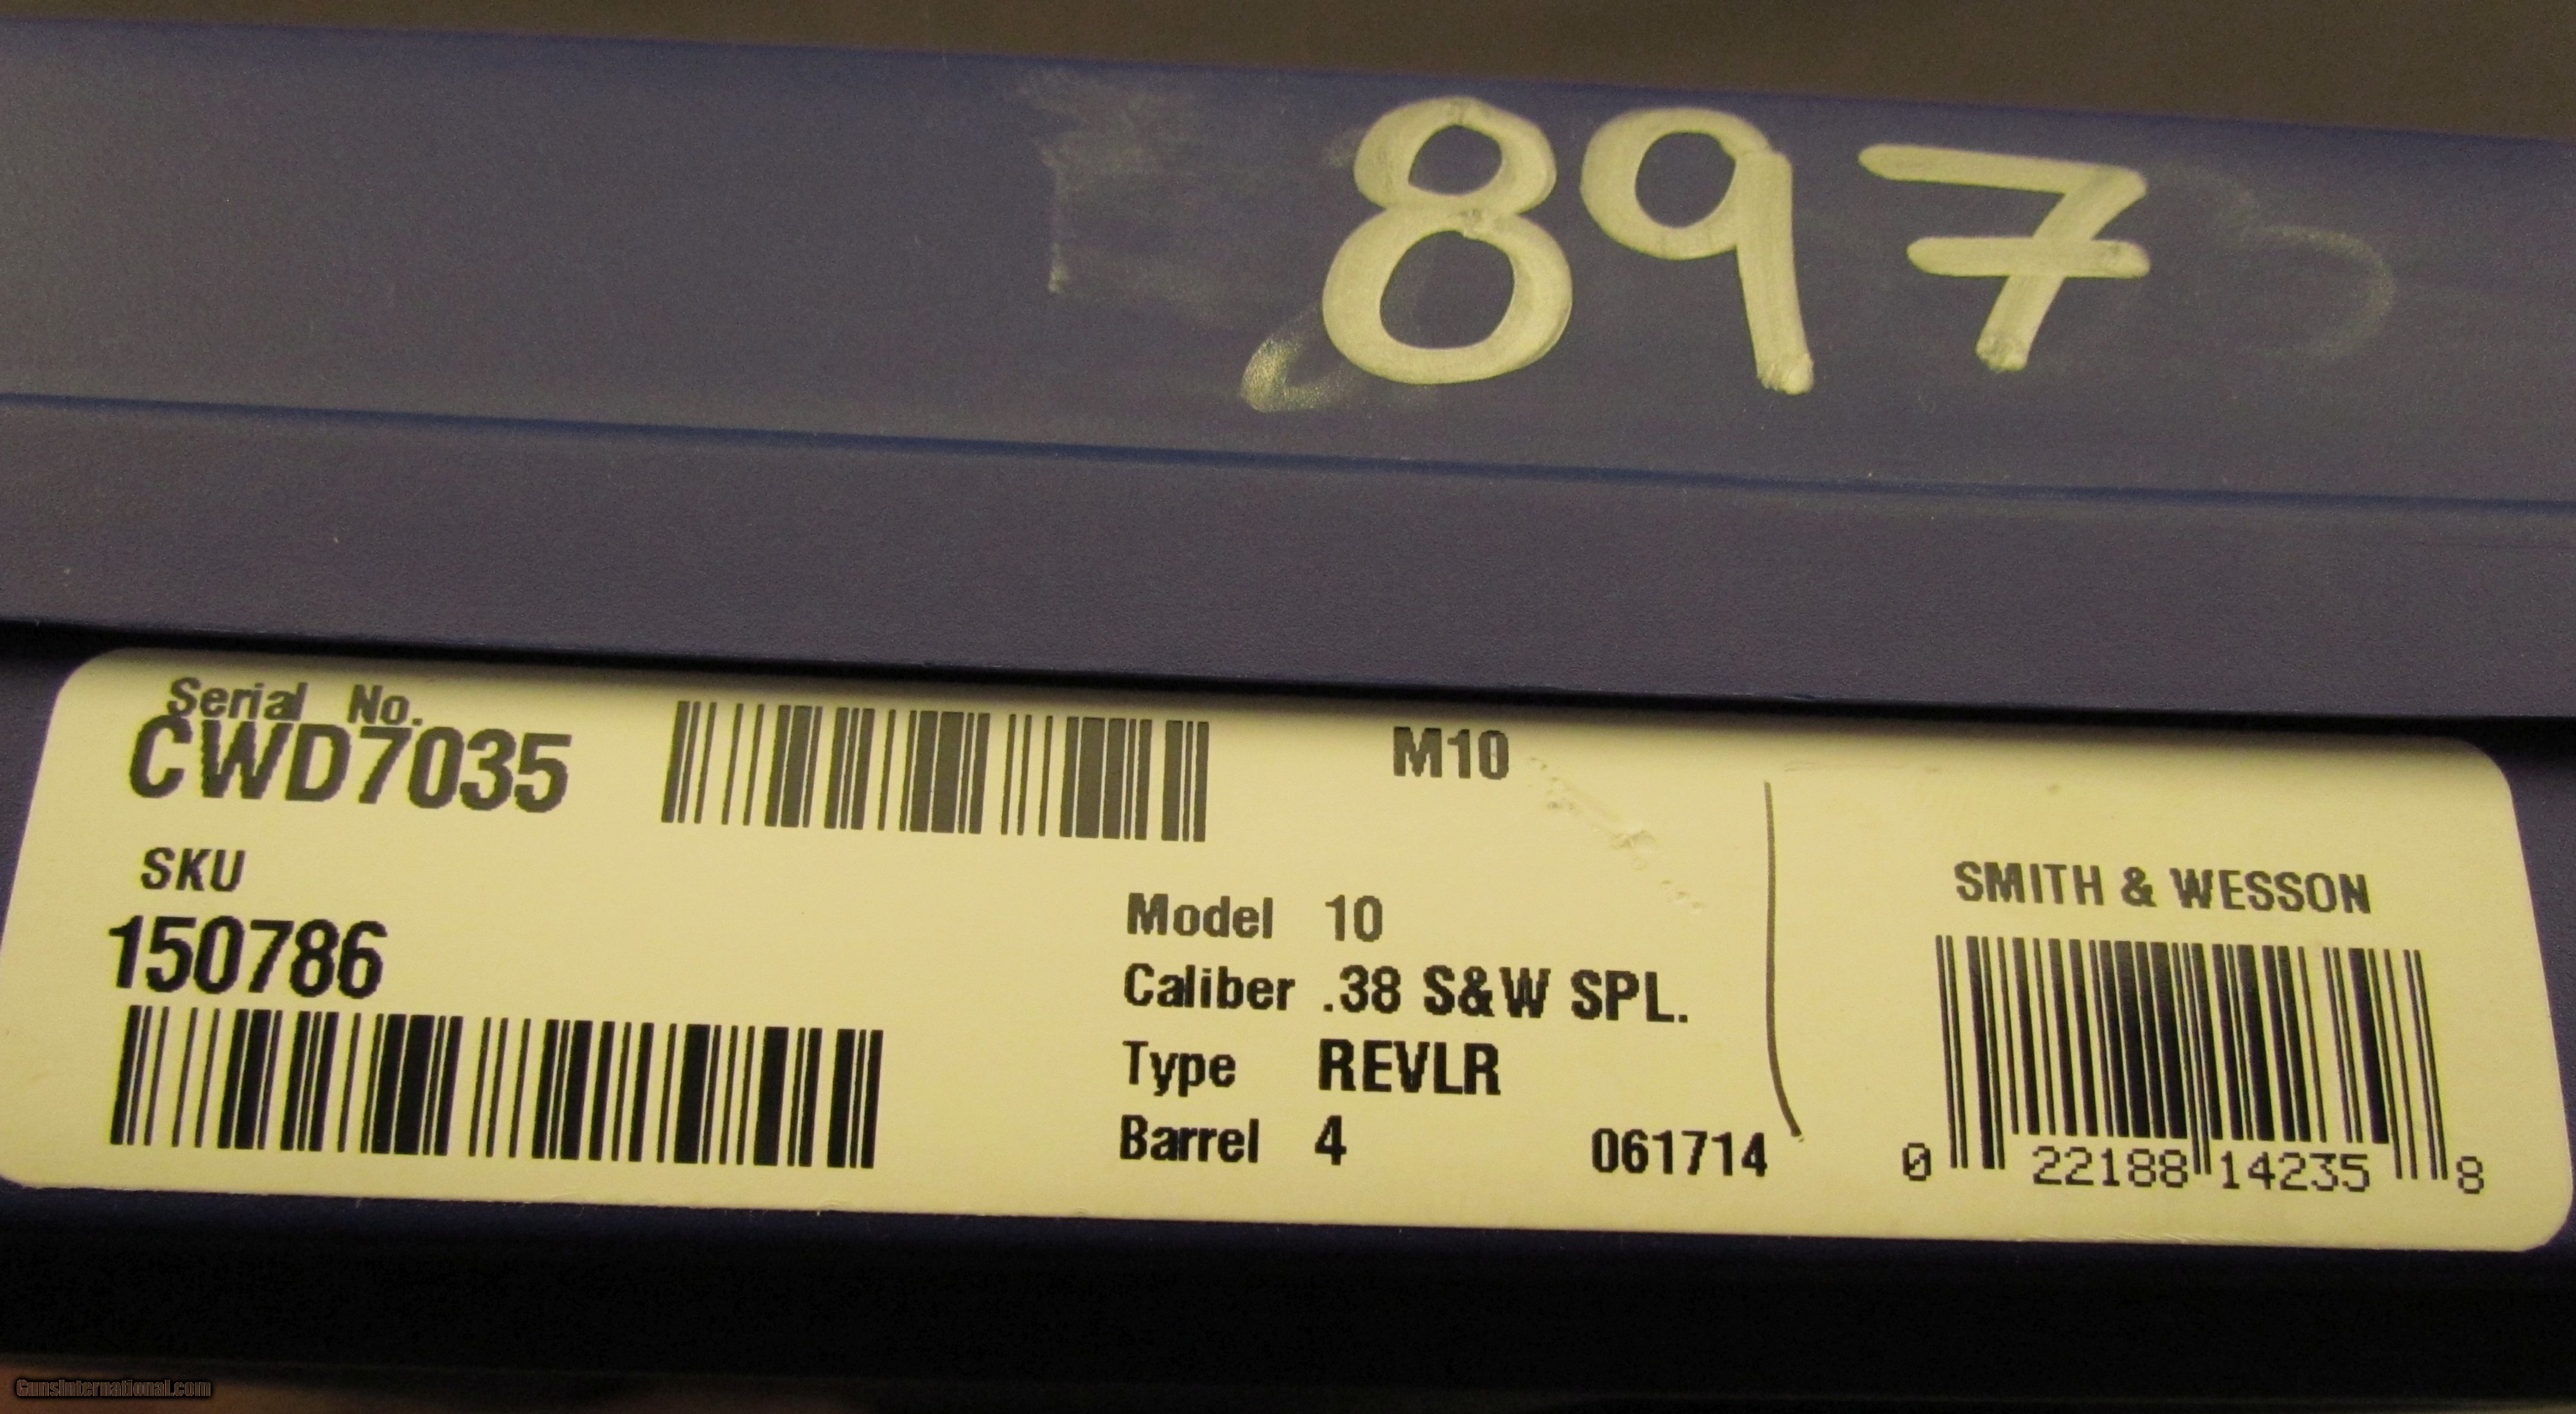 897
Serial No.
CWD7035
M10
SKU
150786
SMITH & WESSON
Model 10
Caliber .38 S&W SPL.
Type REVLR
Barrel 4
061714
0 22188 14235 8
GunsInternational.com